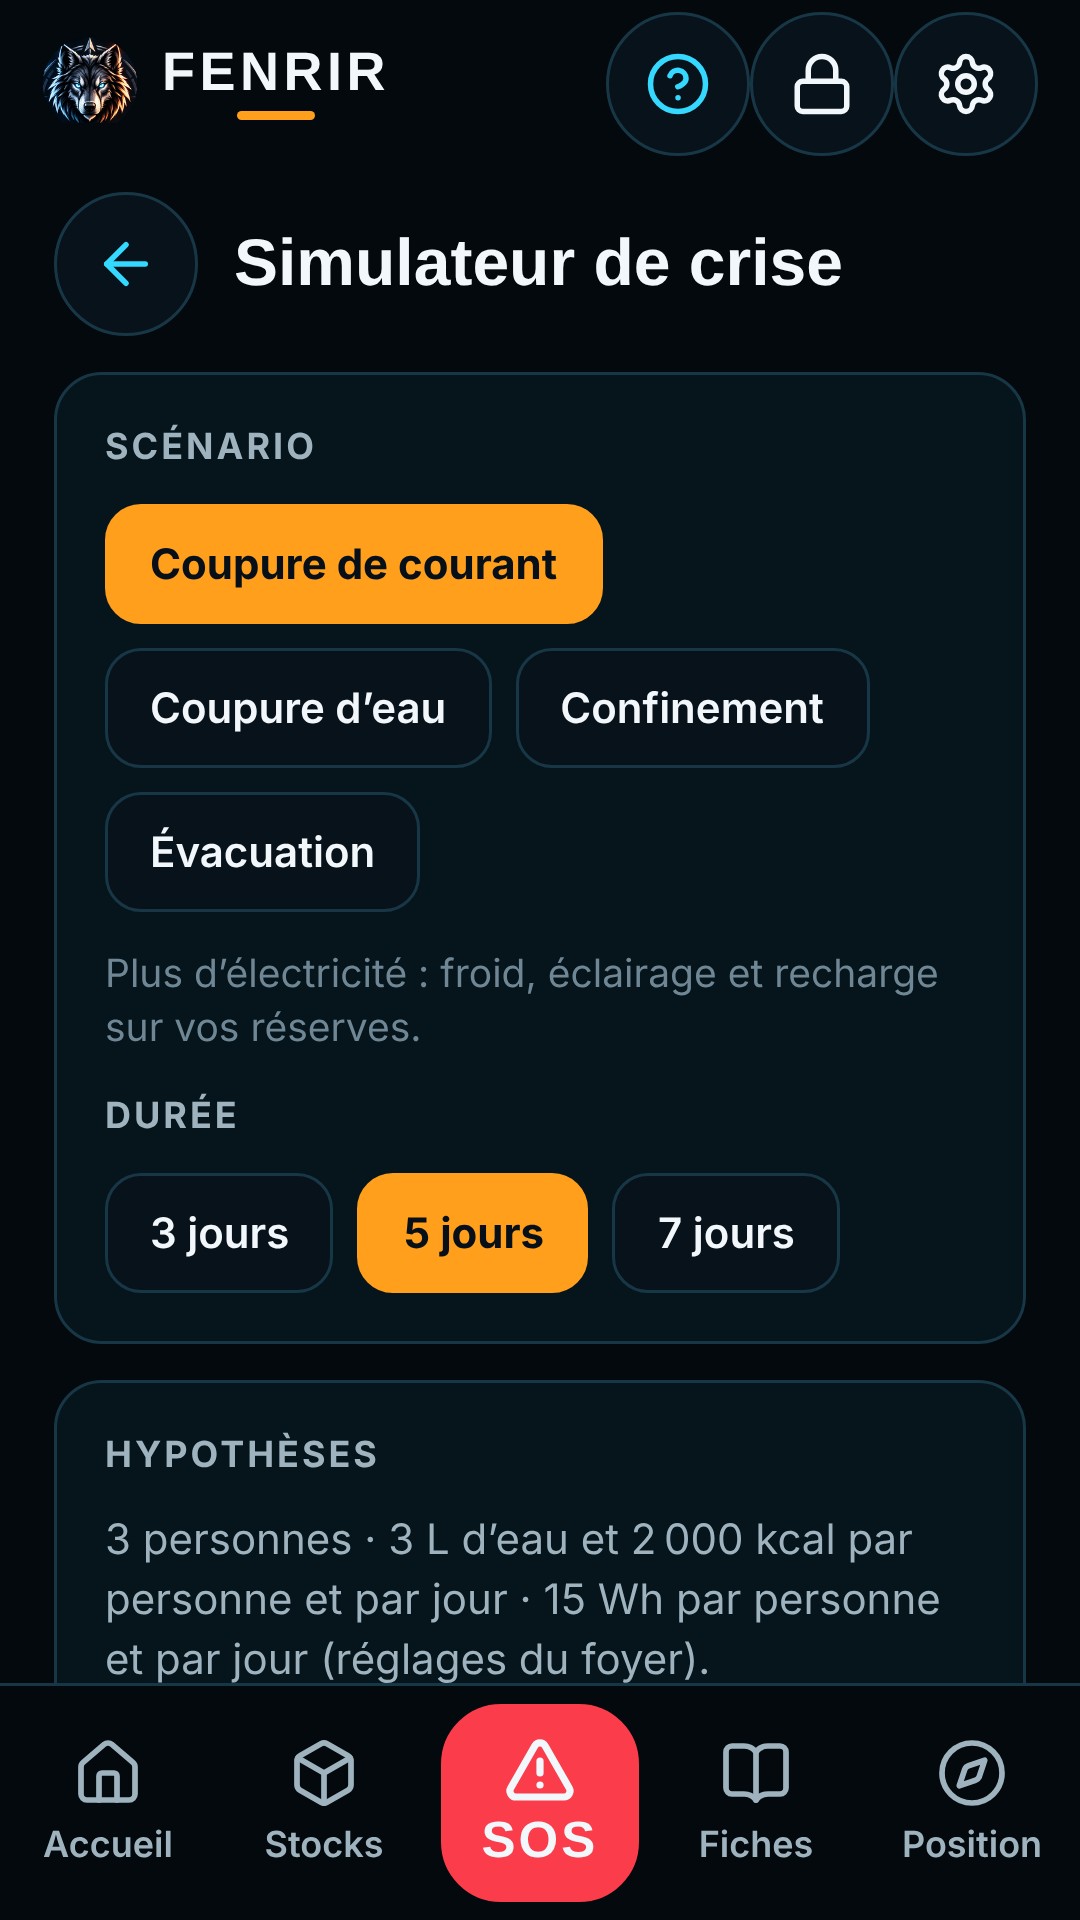 FENRIR
Simulateur de crise
SCÉNARIO
Coupure de courant
Coupure d’eau
Confinement
Évacuation
Plus d’électricité : froid, éclairage et recharge
sur vos réserves.
DURÉE
3 jours
5 jours
7 jours
HYPOTHÈSES
3 personnes · 3 L d’eau et 2 000 kcal par
personne et par jour · 15 Wh par personne
et par jour (réglages du foyer).
Accueil
Stocks
SOS
Fiches
Position